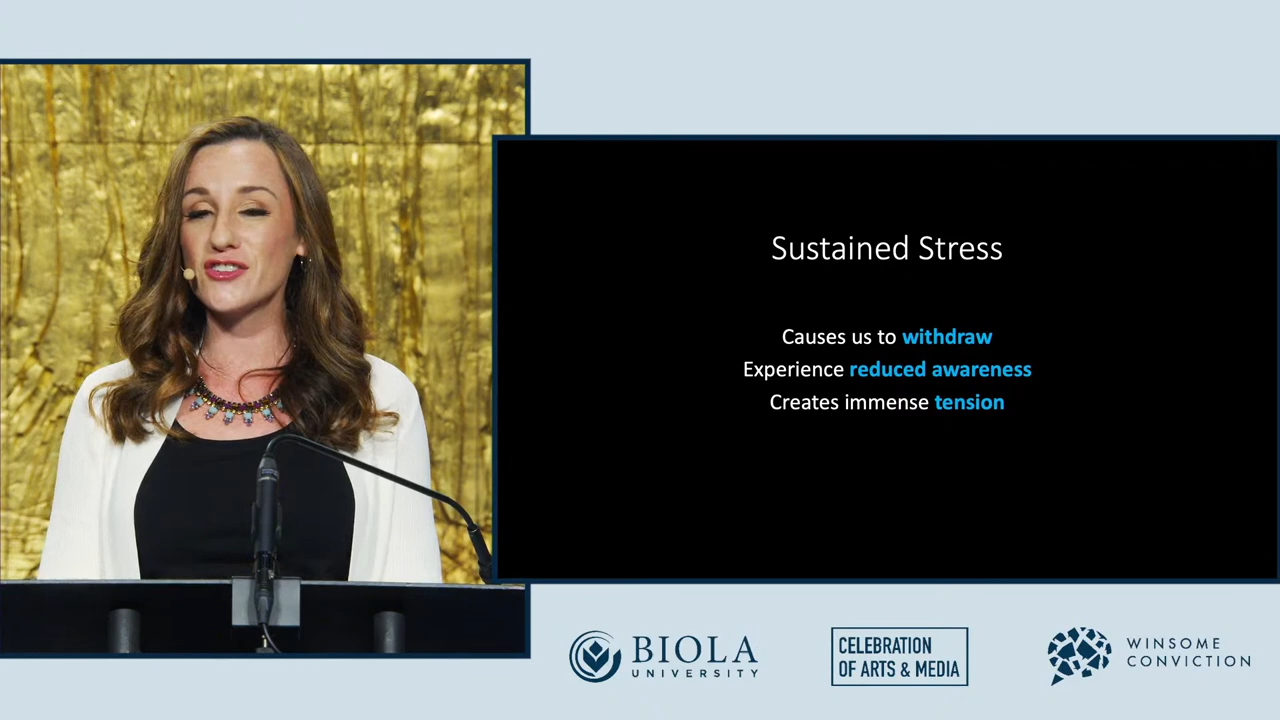 Sustained Stress
Causes us to withdraw
Experience reduced awareness
Creates immense tension
BIOLA
UNIVERSITY
CELEBRATION
OF ARTS & MEDIA
WINSOME
CONVICTION